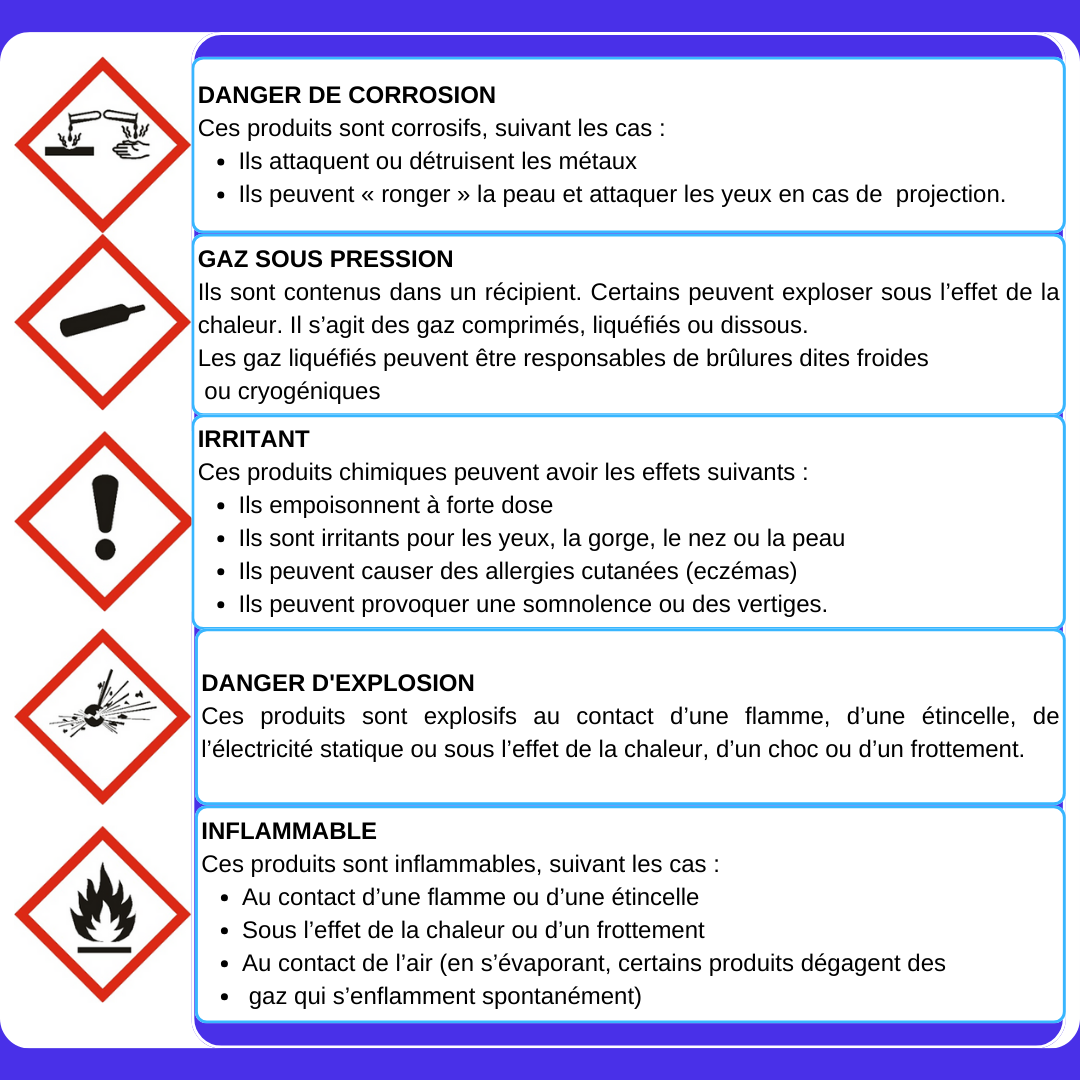 DANGER DE CORROSION
Ces produits sont corrosifs, suivant les cas :
• Ils attaquent ou détruisent les métaux
• Ils peuvent « ronger » la peau et attaquer les yeux en cas de  projection.
GAZ SOUS PRESSION
Ils sont contenus dans un récipient. Certains peuvent exploser sous l’effet de la
chaleur. Il s’agit des gaz comprimés, liquéfiés ou dissous.
Les gaz liquéfiés peuvent être responsables de brûlures dites froides
ou cryogéniques
IRRITANT
Ces produits chimiques peuvent avoir les effets suivants :
• Ils empoisonnent à forte dose
• Ils sont irritants pour les yeux, la gorge, le nez ou la peau
• Ils peuvent causer des allergies cutanées (eczémas)
• Ils peuvent provoquer une somnolence ou des vertiges.
DANGER D'EXPLOSION
Ces produits sont explosifs au contact d’une flamme, d’une étincelle, de
l’électricité statique ou sous l’effet de la chaleur, d’un choc ou d’un frottement.
INFLAMMABLE
Ces produits sont inflammables, suivant les cas :
• Au contact d’une flamme ou d’une étincelle
• Sous l’effet de la chaleur ou d’un frottement
• Au contact de l’air (en s’évaporant, certains produits dégagent des
• gaz qui s’enflamment spontanément)